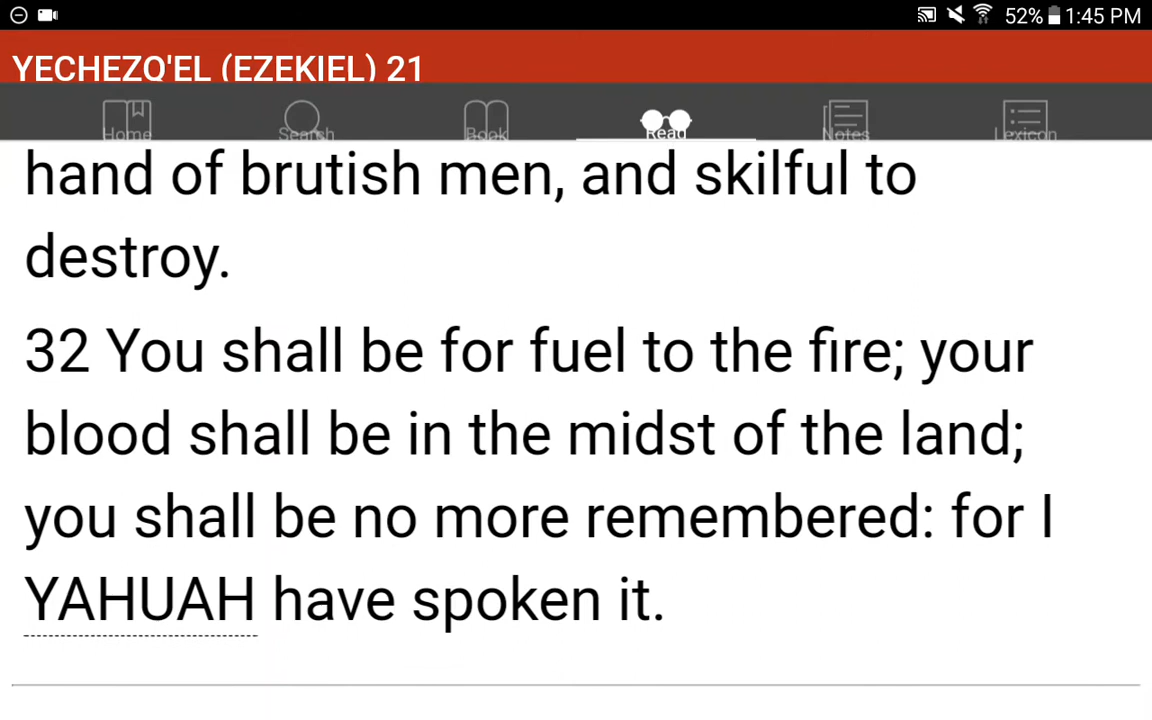 52% 1:45 PM
YECHEZQ'EL (EZEKIEL) 21
Home Search Book Read Notes Lexicon
hand of brutish men, and skilful to
destroy.
32 You shall be for fuel to the fire; your
blood shall be in the midst of the land;
you shall be no more remembered: for I
YAHUAH have spoken it.